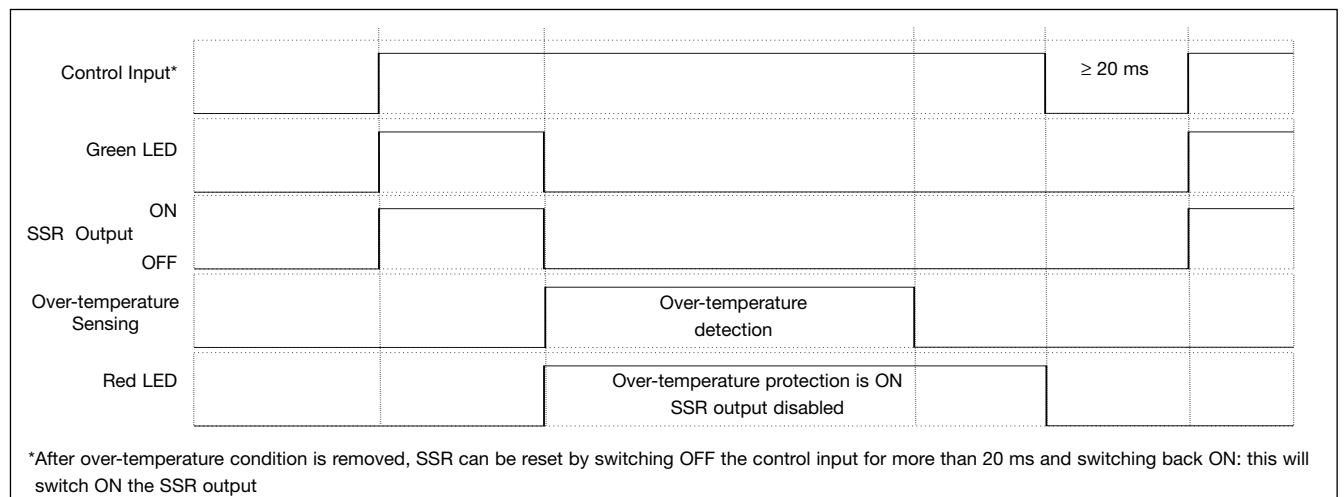 Control Input*
≥ 20 ms
Green LED
ON
SSR Output
OFF
Over-temperature
Sensing
Over-temperature
detection
Red LED
Over-temperature protection is ON
SSR output disabled
*After over-temperature condition is removed, SSR can be reset by switching OFF the control input for more than 20 ms and switching back ON: this will
switch ON the SSR output